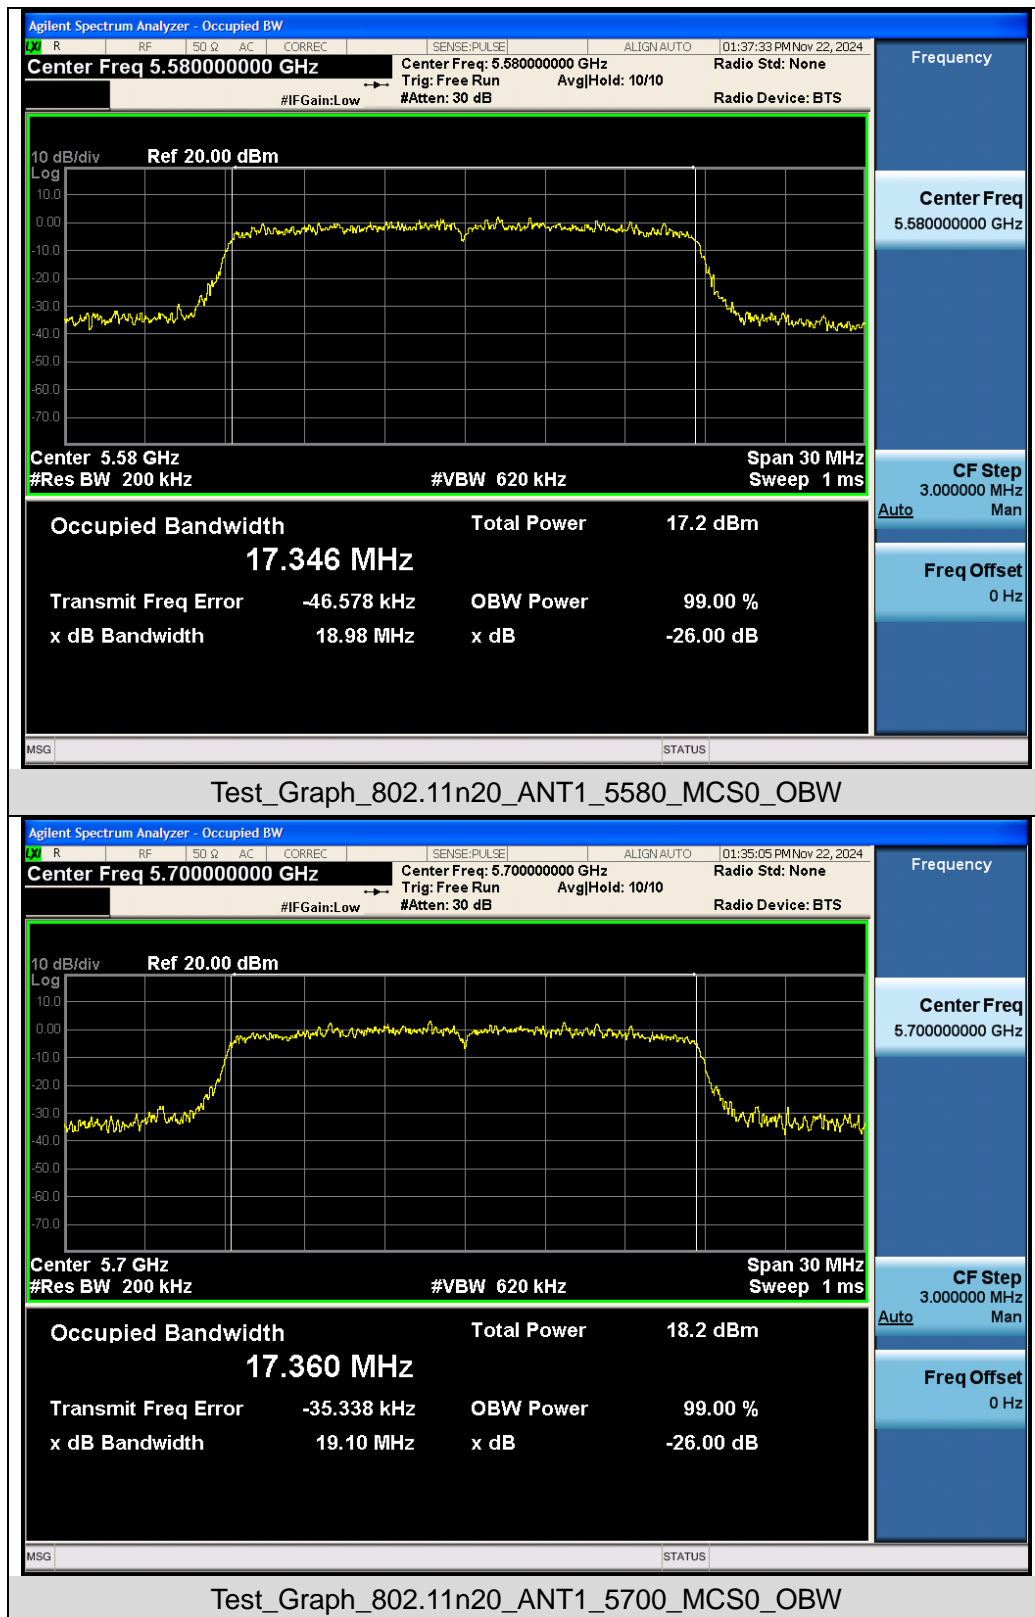 Agilent Spectrum Analyzer - Occupied BW
LXI R RF 50 Ω AC CORREC SENSE:PULSE ALIGN AUTO 01:37:33 PM Nov 22, 2024
Center Freq 5.580000000 GHz
Center Freq: 5.580000000 GHz
Radio Std: None
Trig: Free Run Avg|Hold: 10/10
#IFGain:Low
#Atten: 30 dB
Radio Device: BTS
10 dB/div Ref 20.00 dBm
Log
10.0
0.00
-10.0
-20.0
-30.0
-40.0
-50.0
-60.0
-70.0
Center 5.58 GHz
Span 30 MHz
#Res BW 200 kHz
#VBW 620 kHz
Sweep 1 ms
Occupied Bandwidth
Total Power 17.2 dBm
17.346 MHz
Transmit Freq Error -46.578 kHz
OBW Power 99.00 %
x dB Bandwidth 18.98 MHz
x dB -26.00 dB
Frequency
Center Freq
5.580000000 GHz
CF Step
3.000000 MHz
Auto Man
Freq Offset
0 Hz
MSG
STATUS
Test_Graph_802.11n20_ANT1_5580_MCS0_OBW
Agilent Spectrum Analyzer - Occupied BW
LXI R RF 50 Ω AC CORREC SENSE:PULSE ALIGN AUTO 01:35:05 PM Nov 22, 2024
Center Freq 5.700000000 GHz
Center Freq: 5.700000000 GHz
Radio Std: None
Trig: Free Run Avg|Hold: 10/10
#IFGain:Low
#Atten: 30 dB
Radio Device: BTS
10 dB/div Ref 20.00 dBm
Log
10.0
0.00
-10.0
-20.0
-30.0
-40.0
-50.0
-60.0
-70.0
Center 5.7 GHz
Span 30 MHz
#Res BW 200 kHz
#VBW 620 kHz
Sweep 1 ms
Occupied Bandwidth
Total Power 18.2 dBm
17.360 MHz
Transmit Freq Error -35.338 kHz
OBW Power 99.00 %
x dB Bandwidth 19.10 MHz
x dB -26.00 dB
Frequency
Center Freq
5.700000000 GHz
CF Step
3.000000 MHz
Auto Man
Freq Offset
0 Hz
MSG
STATUS
Test_Graph_802.11n20_ANT1_5700_MCS0_OBW